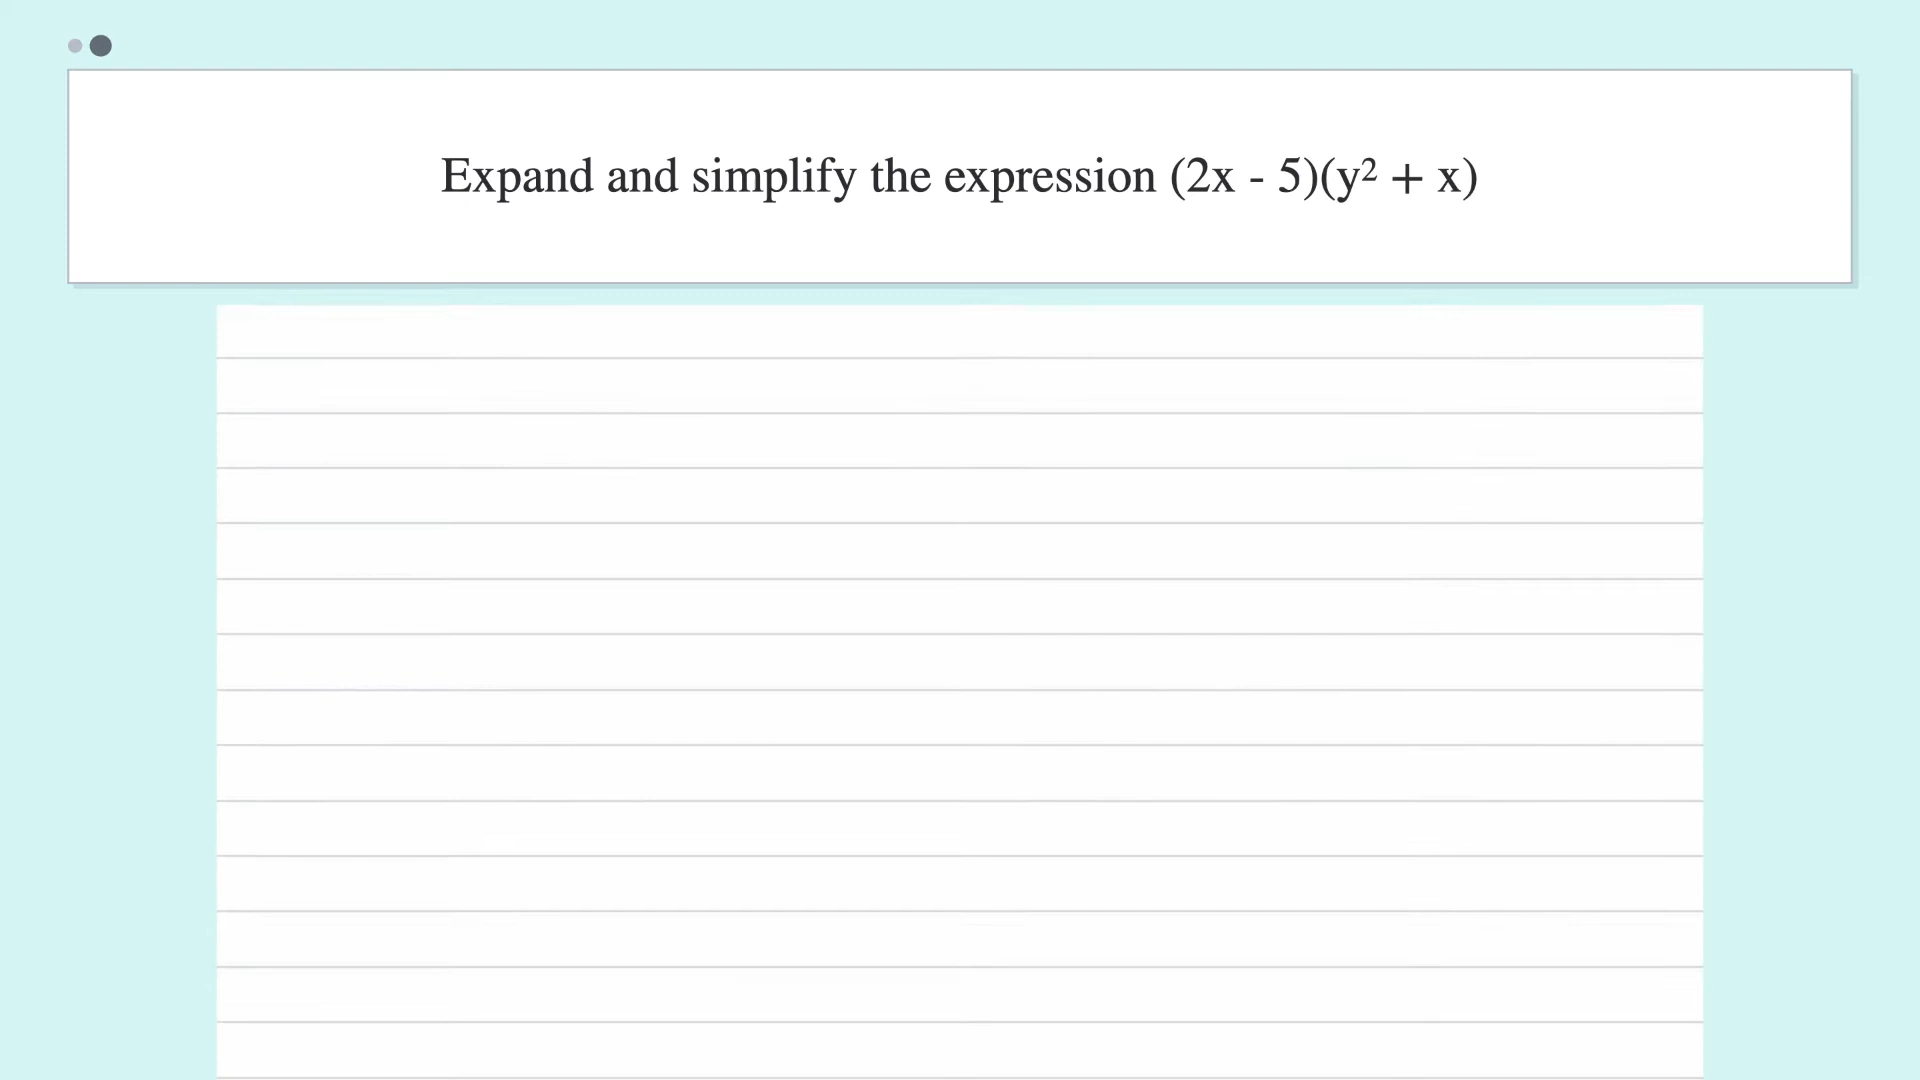 Expand and simplify the expression (2x - 5)(y² + x)